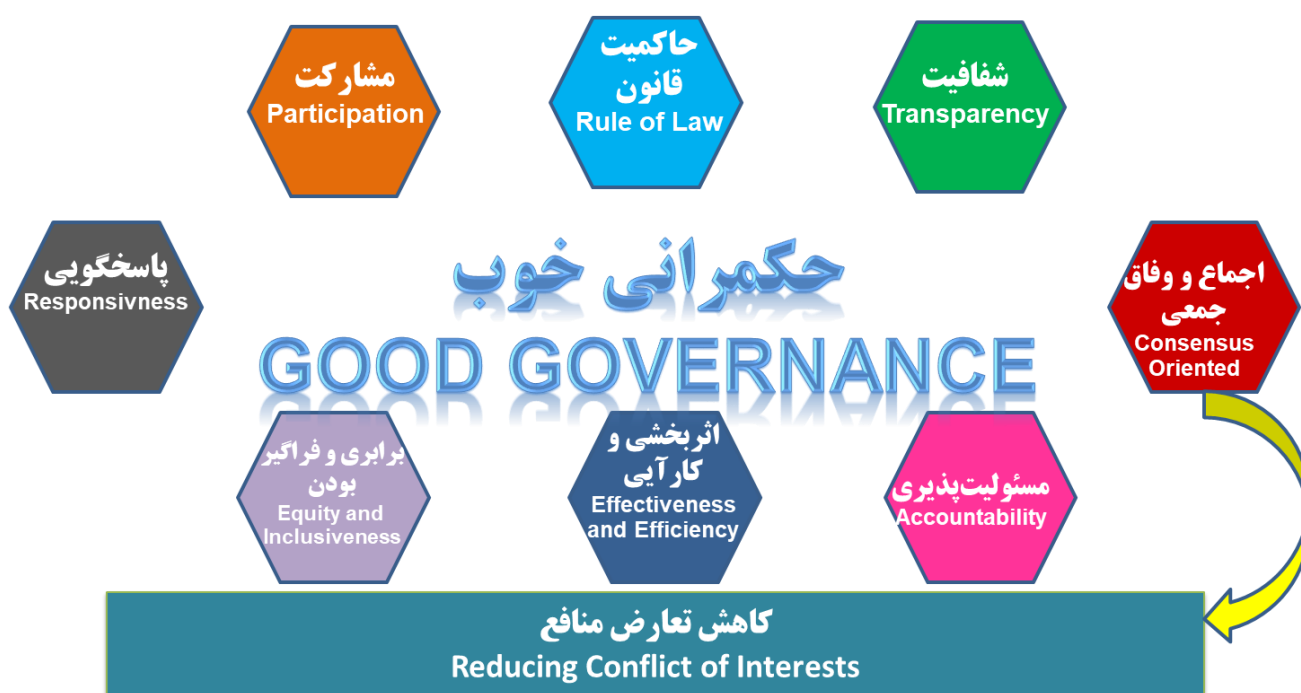 مشارکت
Participation
حاکمیت
قانون
Rule of Law
شفافیت
Transparency
پاسخگویی
Responsivness
حکمرانی خوب
GOOD GOVERNANCE
اجماع و وفاق
جمعی
Consensus
Oriented
برابری و فراگیر
بودن
Equity and
Inclusiveness
اثربخشی و
کارآیی
Effectiveness
and Efficiency
مسئولیت‌پذیری
Accountability
کاهش تعارض منافع
Reducing Conflict of Interests